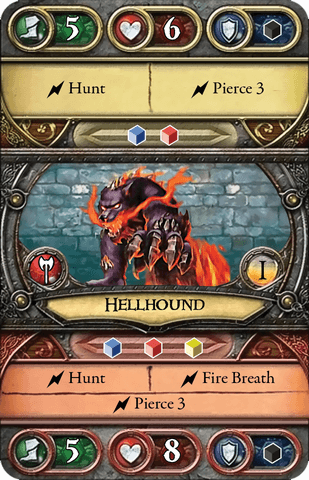 5 6
Hunt Pierce 3
I
HELLHOUND
Hunt Fire Breath
Pierce 3
5 8